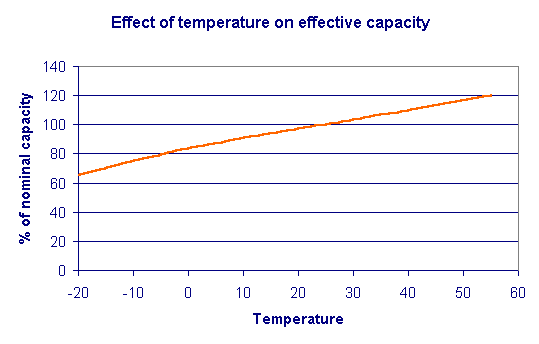 Effect of temperature on effective capacity
% of nominal capacity
140
120
100
80
60
40
20
0
-20 -10 0 10 20 30 40 50 60
Temperature